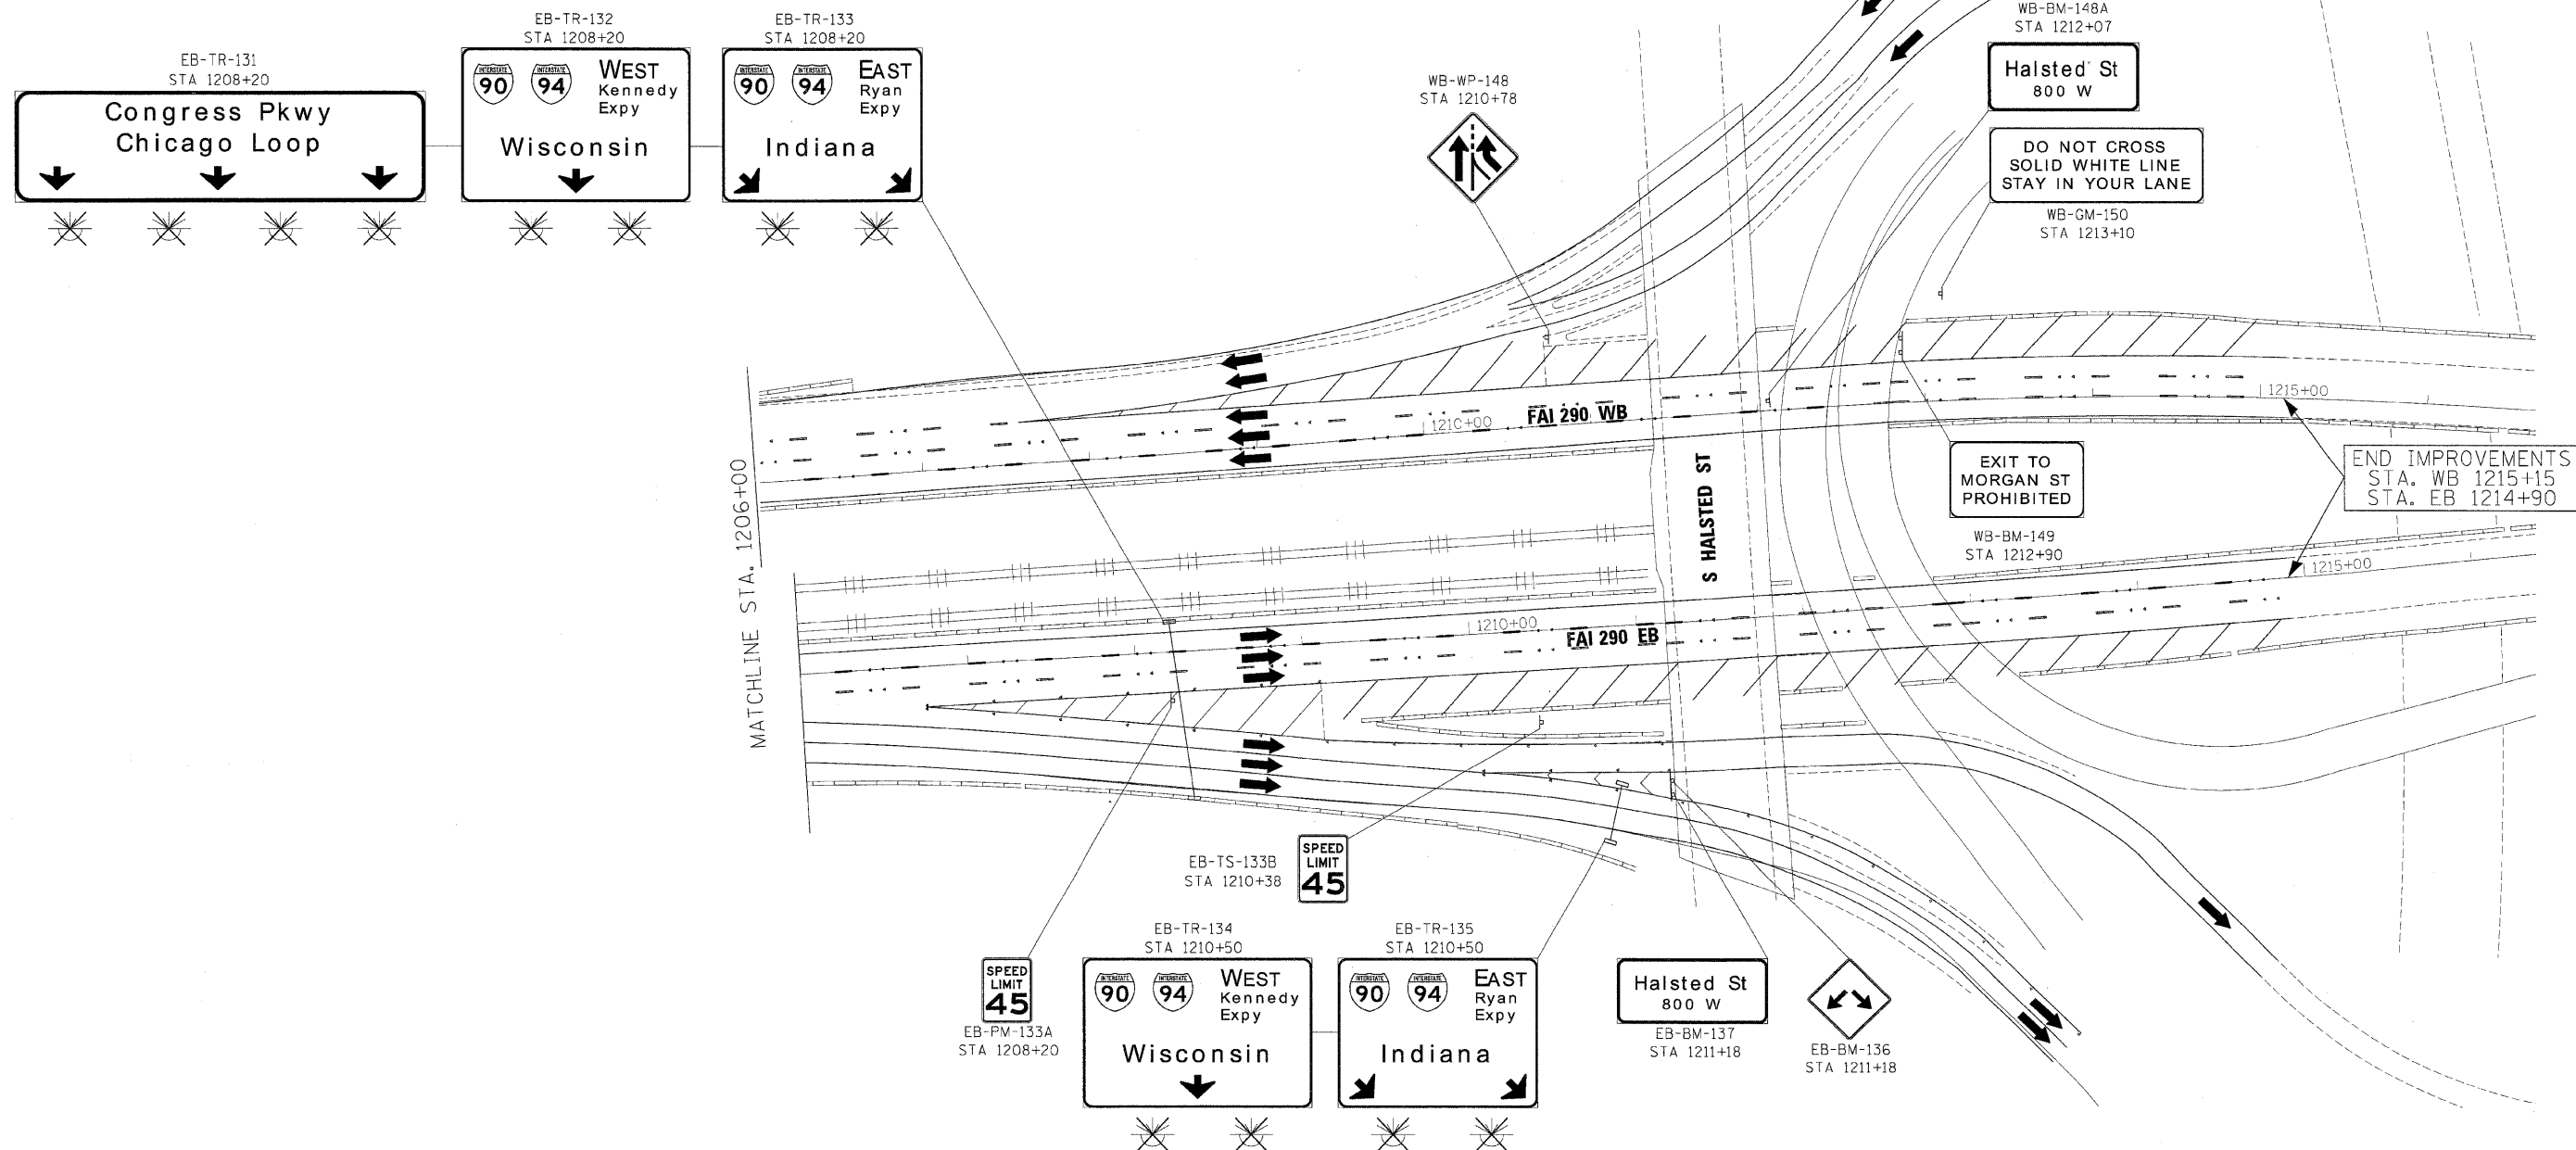 EB-TR-131
STA 1208+20
Congress Pkwy
Chicago Loop
EB-TR-132
STA 1208+20
INTERSTATE
90
INTERSTATE
94
WEST
Kennedy
Expy
Wisconsin
EB-TR-133
STA 1208+20
INTERSTATE
90
INTERSTATE
94
EAST
Ryan
Expy
Indiana
WB-WP-148
STA 1210+78
WB-BM-148A
STA 1212+07
Halsted St
800 W
DO NOT CROSS
SOLID WHITE LINE
STAY IN YOUR LANE
WB-GM-150
STA 1213+10
MATCHLINE STA. 1206+00
1210+00
FAI 290 WB
1215+00
S HALSTED ST
EXIT TO
MORGAN ST
PROHIBITED
WB-BM-149
STA 1212+90
END IMPROVEMENTS
STA. WB 1215+15
STA. EB 1214+90
1210+00
FAI 290 EB
1215+00
EB-TS-133B
STA 1210+38
SPEED
LIMIT
45
SPEED
LIMIT
45
EB-PM-133A
STA 1208+20
EB-TR-134
STA 1210+50
INTERSTATE
90
INTERSTATE
94
WEST
Kennedy
Expy
Wisconsin
EB-TR-135
STA 1210+50
INTERSTATE
90
INTERSTATE
94
EAST
Ryan
Expy
Indiana
Halsted St
800 W
EB-BM-137
STA 1211+18
EB-BM-136
STA 1211+18